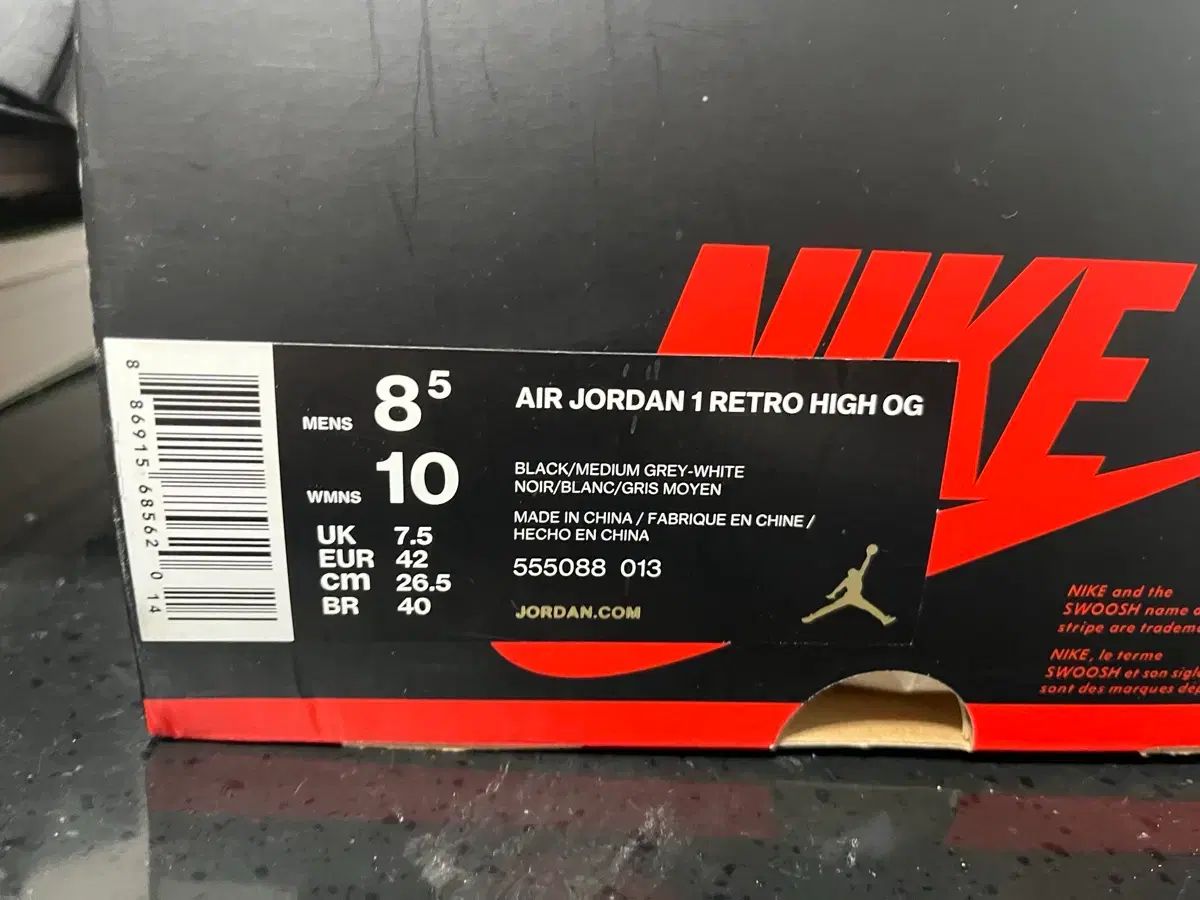 NIKE
8 86915 68562 0 14
MENS 8⁵
WMNS 10
UK 7.5
EUR 42
cm 26.5
BR 40
AIR JORDAN 1 RETRO HIGH OG
BLACK/MEDIUM GREY-WHITE
NOIR/BLANC/GRIS MOYEN
MADE IN CHINA / FABRIQUE EN CHINE /
HECHO EN CHINA
555088 013
JORDAN.COM
NIKE and the
SWOOSH name
stripe are
NIKE, le terme
SWOOSH et son
sont des marques